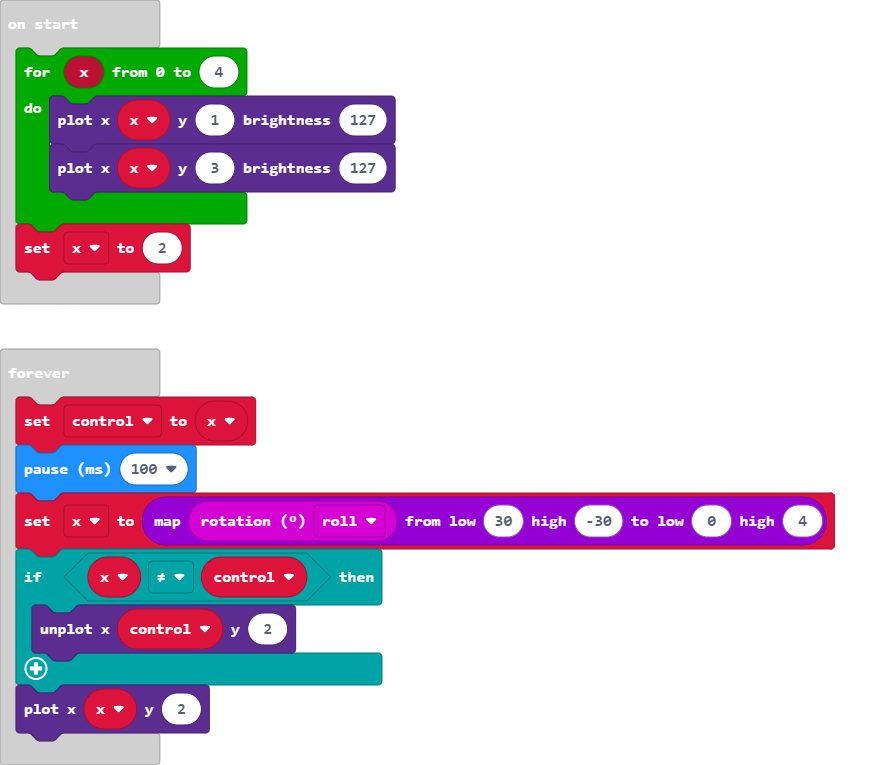 on start
for x from 0 to 4
do
plot x x y 1 brightness 127
plot x x y 3 brightness 127
set x to 2
forever
set control to x
pause (ms) 100
set x to map rotation (º) roll from low 30 high -30 to low 0 high 4
if x ≠ control then
unplot x control y 2
plot x x y 2